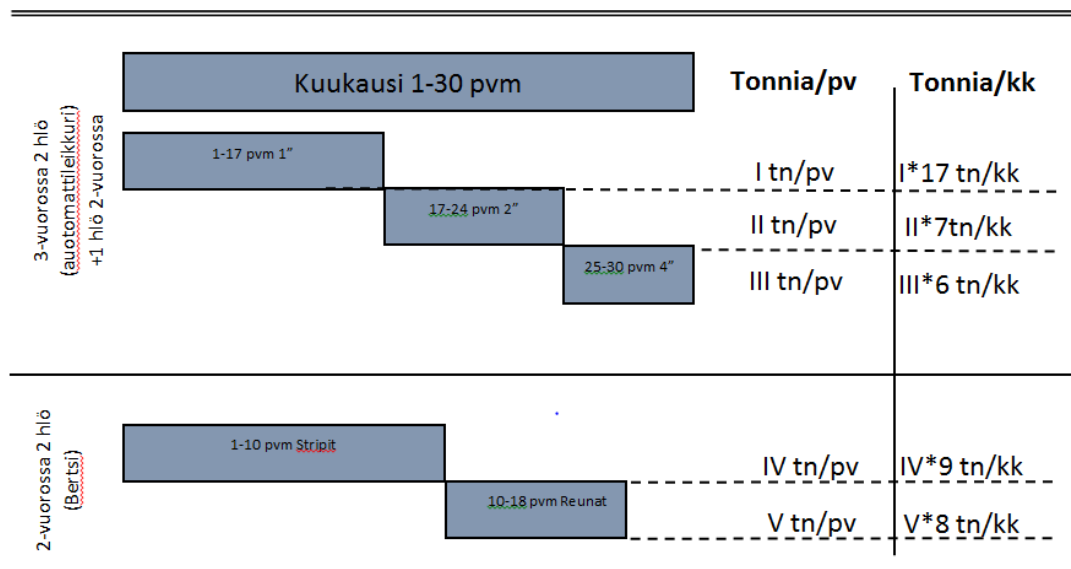 Kuukausi 1-30 pvm
Tonnia/pv
Tonnia/kk
3-vuorossa 2 hlö
(auotomattileikkuri)
+1 hlö 2-vuorossa
1-17 pvm 1”
I tn/pv
I*17 tn/kk
17-24 pvm 2”
II tn/pv
II*7tn/kk
25-30 pvm 4”
III tn/pv
III*6 tn/kk
2-vuorossa 2 hlö
(Bertsi)
1-10 pvm Stripit
IV tn/pv
IV*9 tn/kk
10-18 pvm Reunat
V tn/pv
V*8 tn/kk